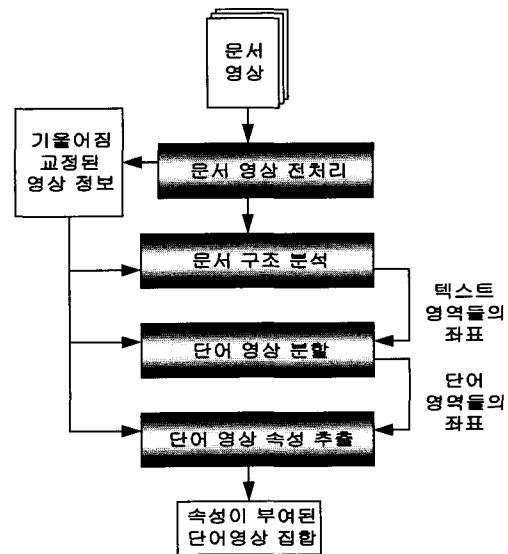 문서
영상
기울어짐
교정된
영상 정보
문서 영상 전처리
문서 구조 분석
텍스트
영역들의
좌표
단어 영상 분할
단어
영역들의
좌표
단어 영상 속성 추출
속성이 부여된
단어영상 집합